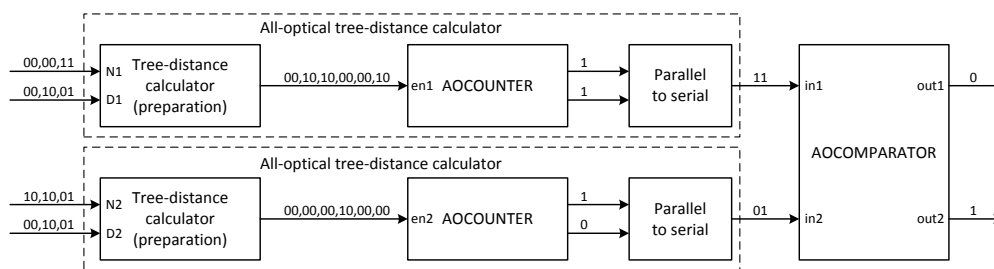 All-optical tree-distance calculator
00,00,11
N1
00,10,01
D1
Tree-distance
calculator
(preparation)
00,10,10,00,00,10
en1
AOCOUNTER
1
1
Parallel
to serial
11
in1
out1
0
AOCOMPARATOR
All-optical tree-distance calculator
10,10,01
N2
00,10,01
D2
Tree-distance
calculator
(preparation)
00,00,00,10,00,00
en2
AOCOUNTER
1
0
Parallel
to serial
01
in2
out2
1